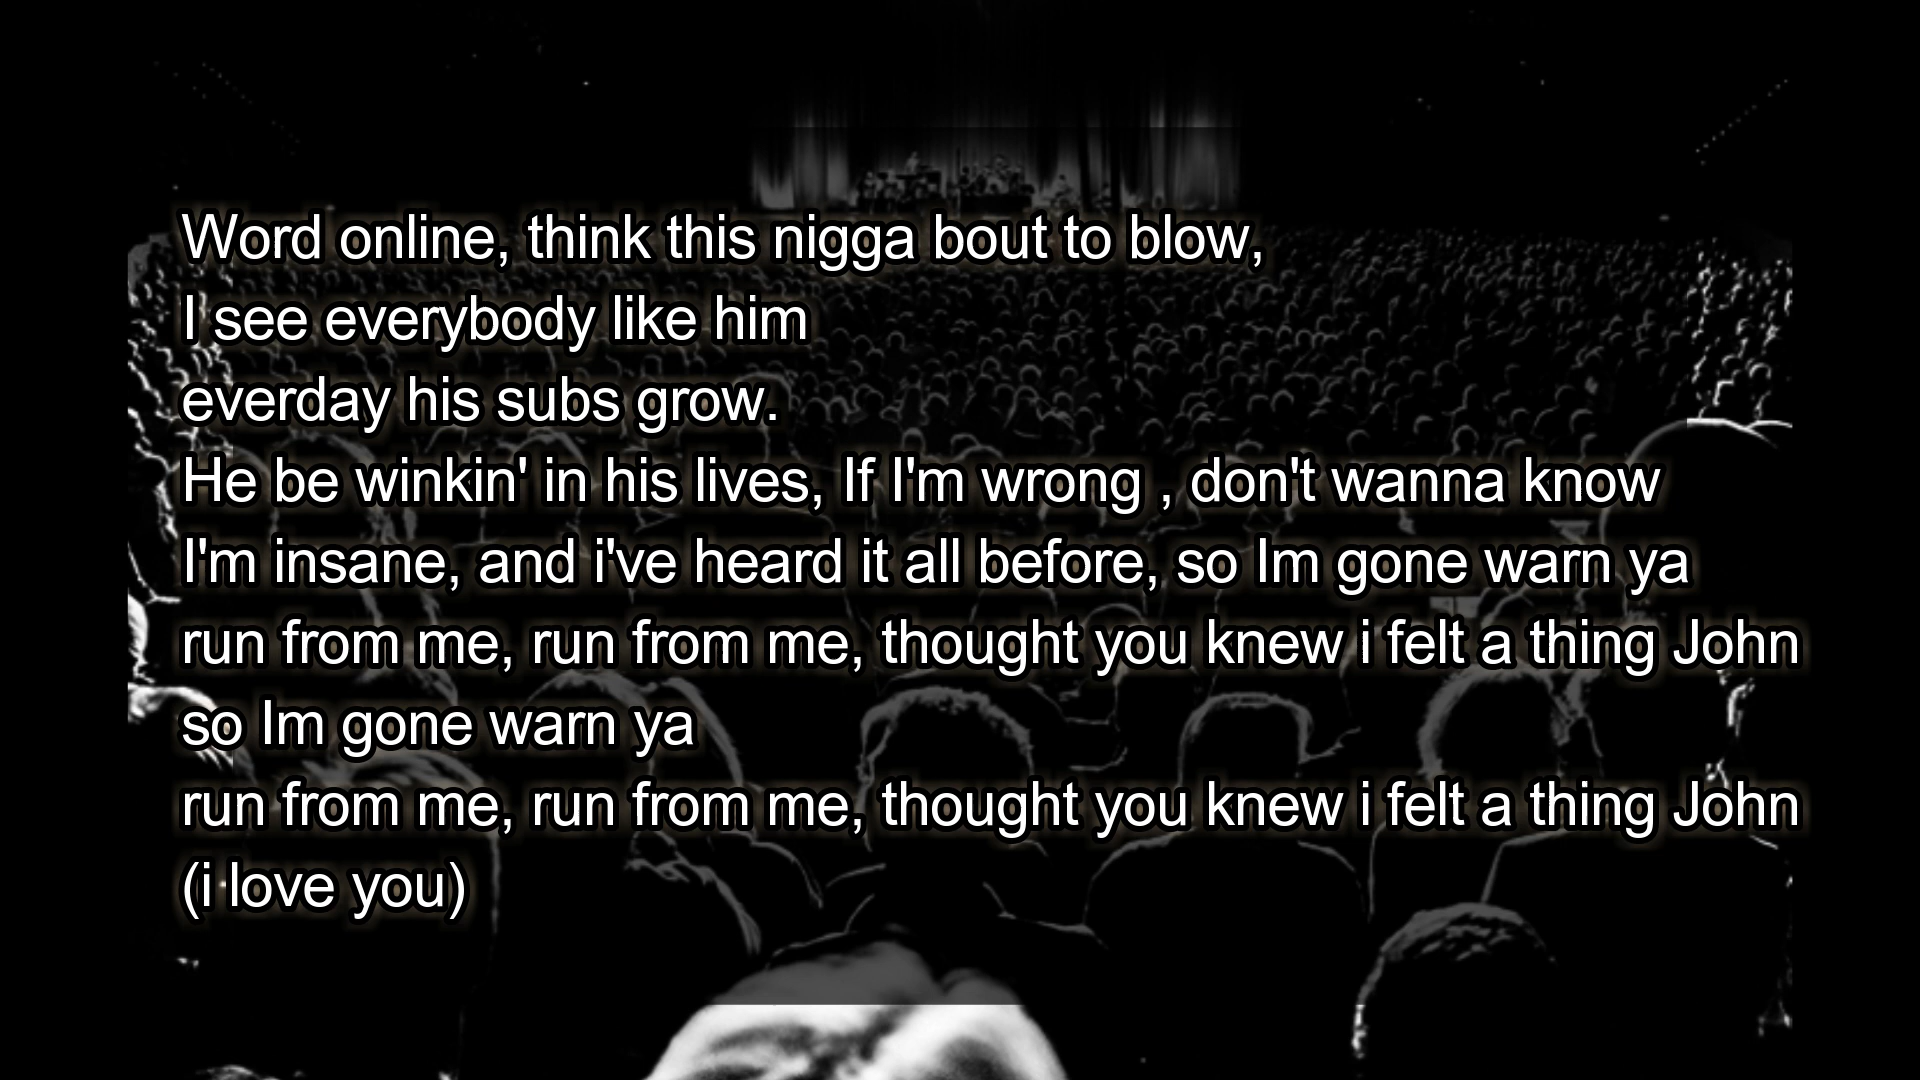 Word online, think this nigga bout to blow,
I see everybody like him
everday his subs grow.
He be winkin' in his lives, If I'm wrong , don't wanna know
I'm insane, and i've heard it all before, so Im gone warn ya
run from me, run from me, thought you knew i felt a thing John
so Im gone warn ya
run from me, run from me, thought you knew i felt a thing John
(i love you)